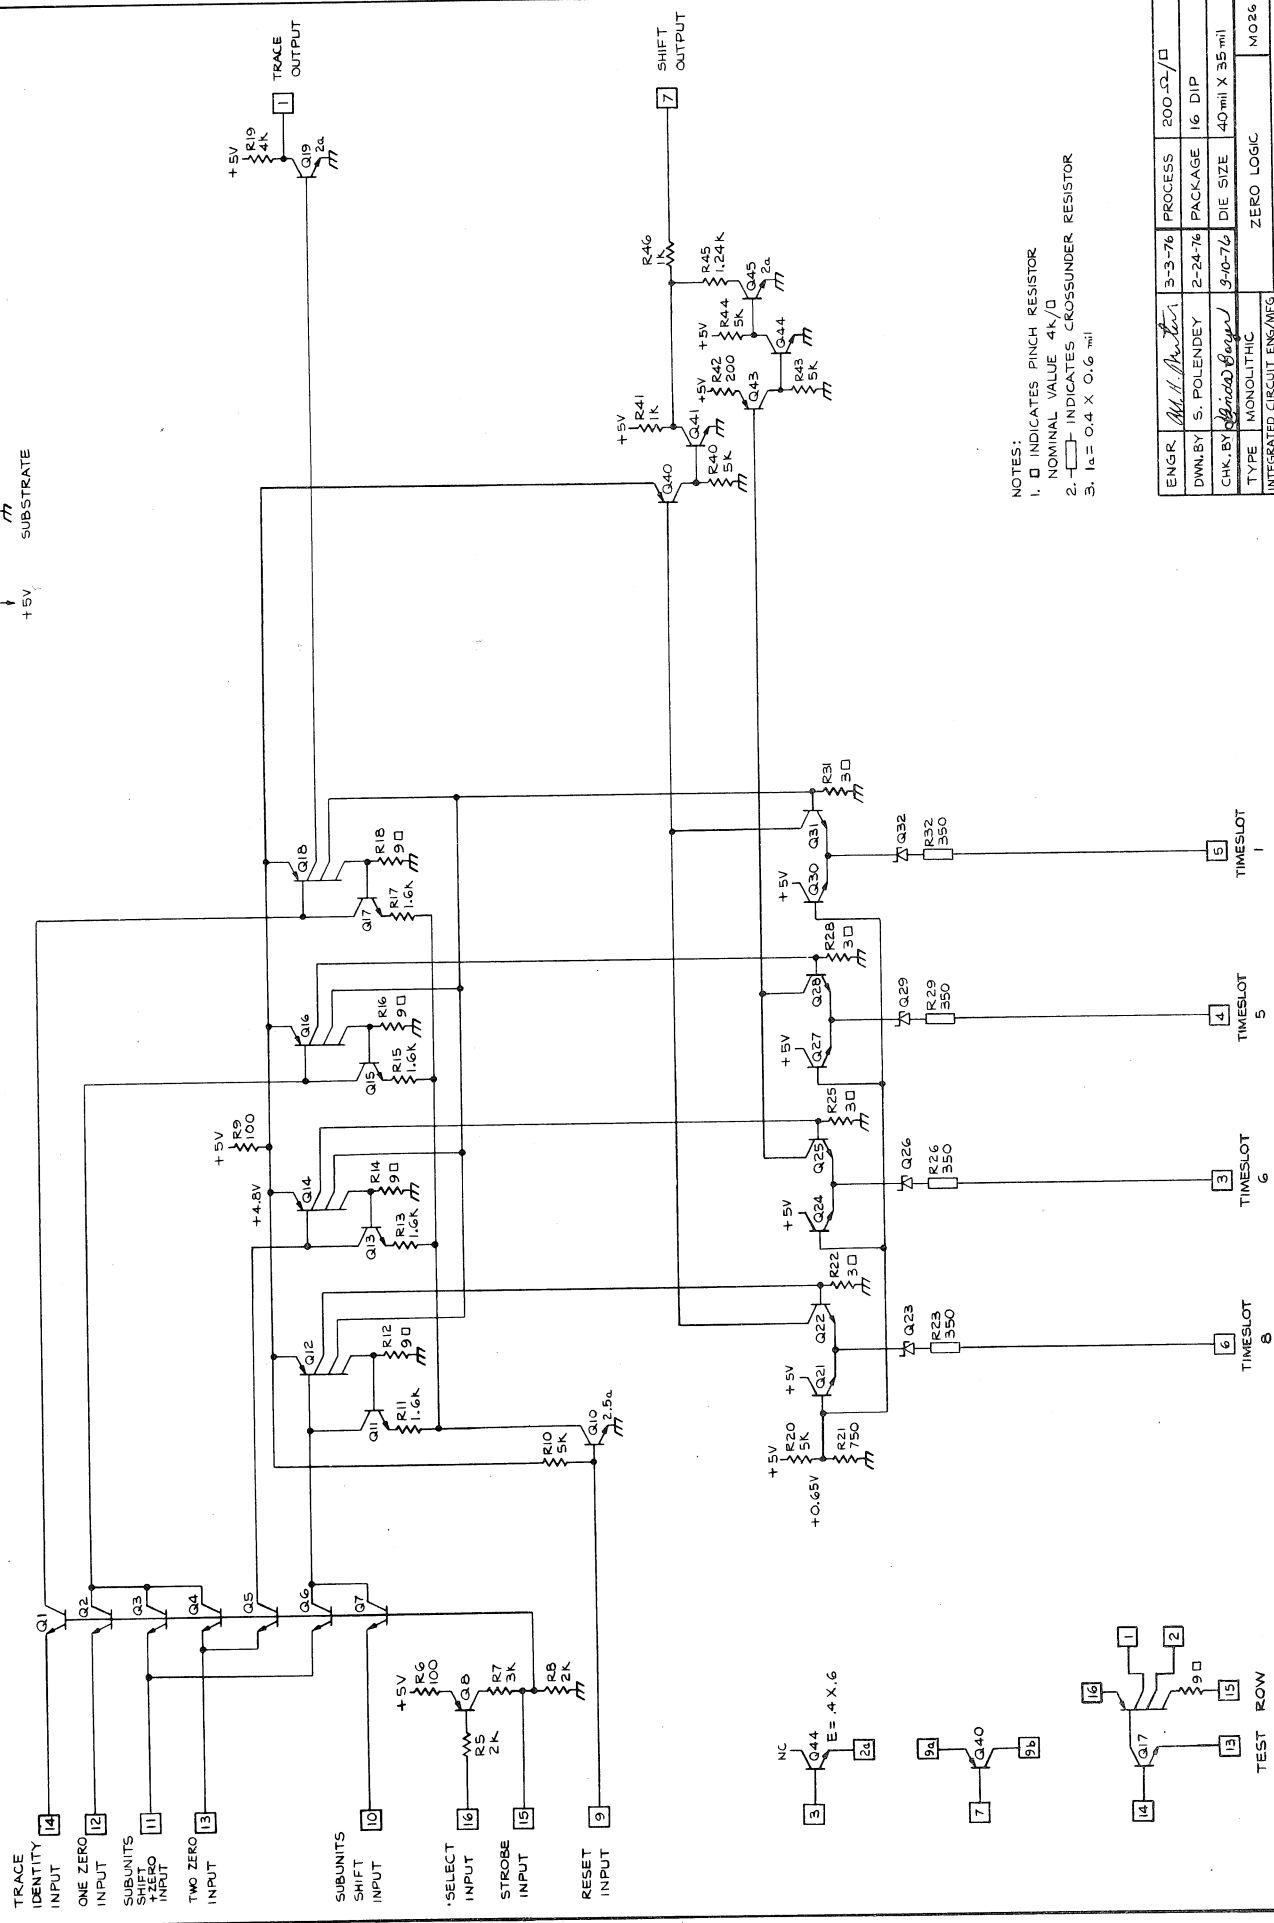 +5V
SUBSTRATE
TRACE
IDENTITY
INPUT
14
ONE ZERO
INPUT
12
SUBUNITS
SHIFT
+ZERO
INPUT
11
TWO ZERO
INPUT
13
SUBUNITS
SHIFT
INPUT
10
SELECT
INPUT
16
STROBE
INPUT
15
RESET
INPUT
9
Q1
Q2
Q3
Q4
Q5
Q6
Q7
+5V
R6
100
Q8
R5
2K
R7
3K
R8
2K
+5V
R9
100
+4.8V
R10
5K
Q10
2.5a
Q11
R11
1.6K
Q12
R12
9□
Q13
R13
1.6K
Q14
R14
9□
Q15
R15
1.6K
Q16
R16
9□
Q17
R17
1.6K
Q18
R18
9□
+5V
R19
4K
Q19
2a
1
TRACE
OUTPUT
+5V
R20
5K
+0.65V
R21
750
+5V
Q21
Q22
R22
3□
Q23
R23
350
6
TIMESLOT
8
+5V
Q24
Q25
R25
3□
Q26
R26
350
3
TIMESLOT
6
+5V
Q27
Q28
R28
3□
Q29
R29
350
4
TIMESLOT
5
+5V
Q30
Q31
R31
3□
Q32
R32
350
5
TIMESLOT
1
Q40
R40
5K
+5V
R41
1K
Q41
+5V
R42
200
Q43
R43
5K
+5V
R44
5K
Q44
R45
1.24K
Q45
2a
R46
1K
7
SHIFT
OUTPUT
NC
3
Q44
E=.4X.6
2a
9a
7
Q40
9b
16
1
2
9□
14
Q17
13
15
TEST ROW
NOTES:
1. □ INDICATES PINCH RESISTOR
NOMINAL VALUE 4K/□
2. -▭- INDICATES CROSSUNDER RESISTOR
3. 1a = 0.4 X 0.6 mil
ENGR 3-3-76 PROCESS 200Ω/□
DWN. BY S. POLENDEY 2-24-76 PACKAGE 16 DIP
CHK. BY 9-10-76 DIE SIZE 40mil X 35mil
TYPE MONOLITHIC ZERO LOGIC M026
INTEGRATED CIRCUIT ENG/MFG